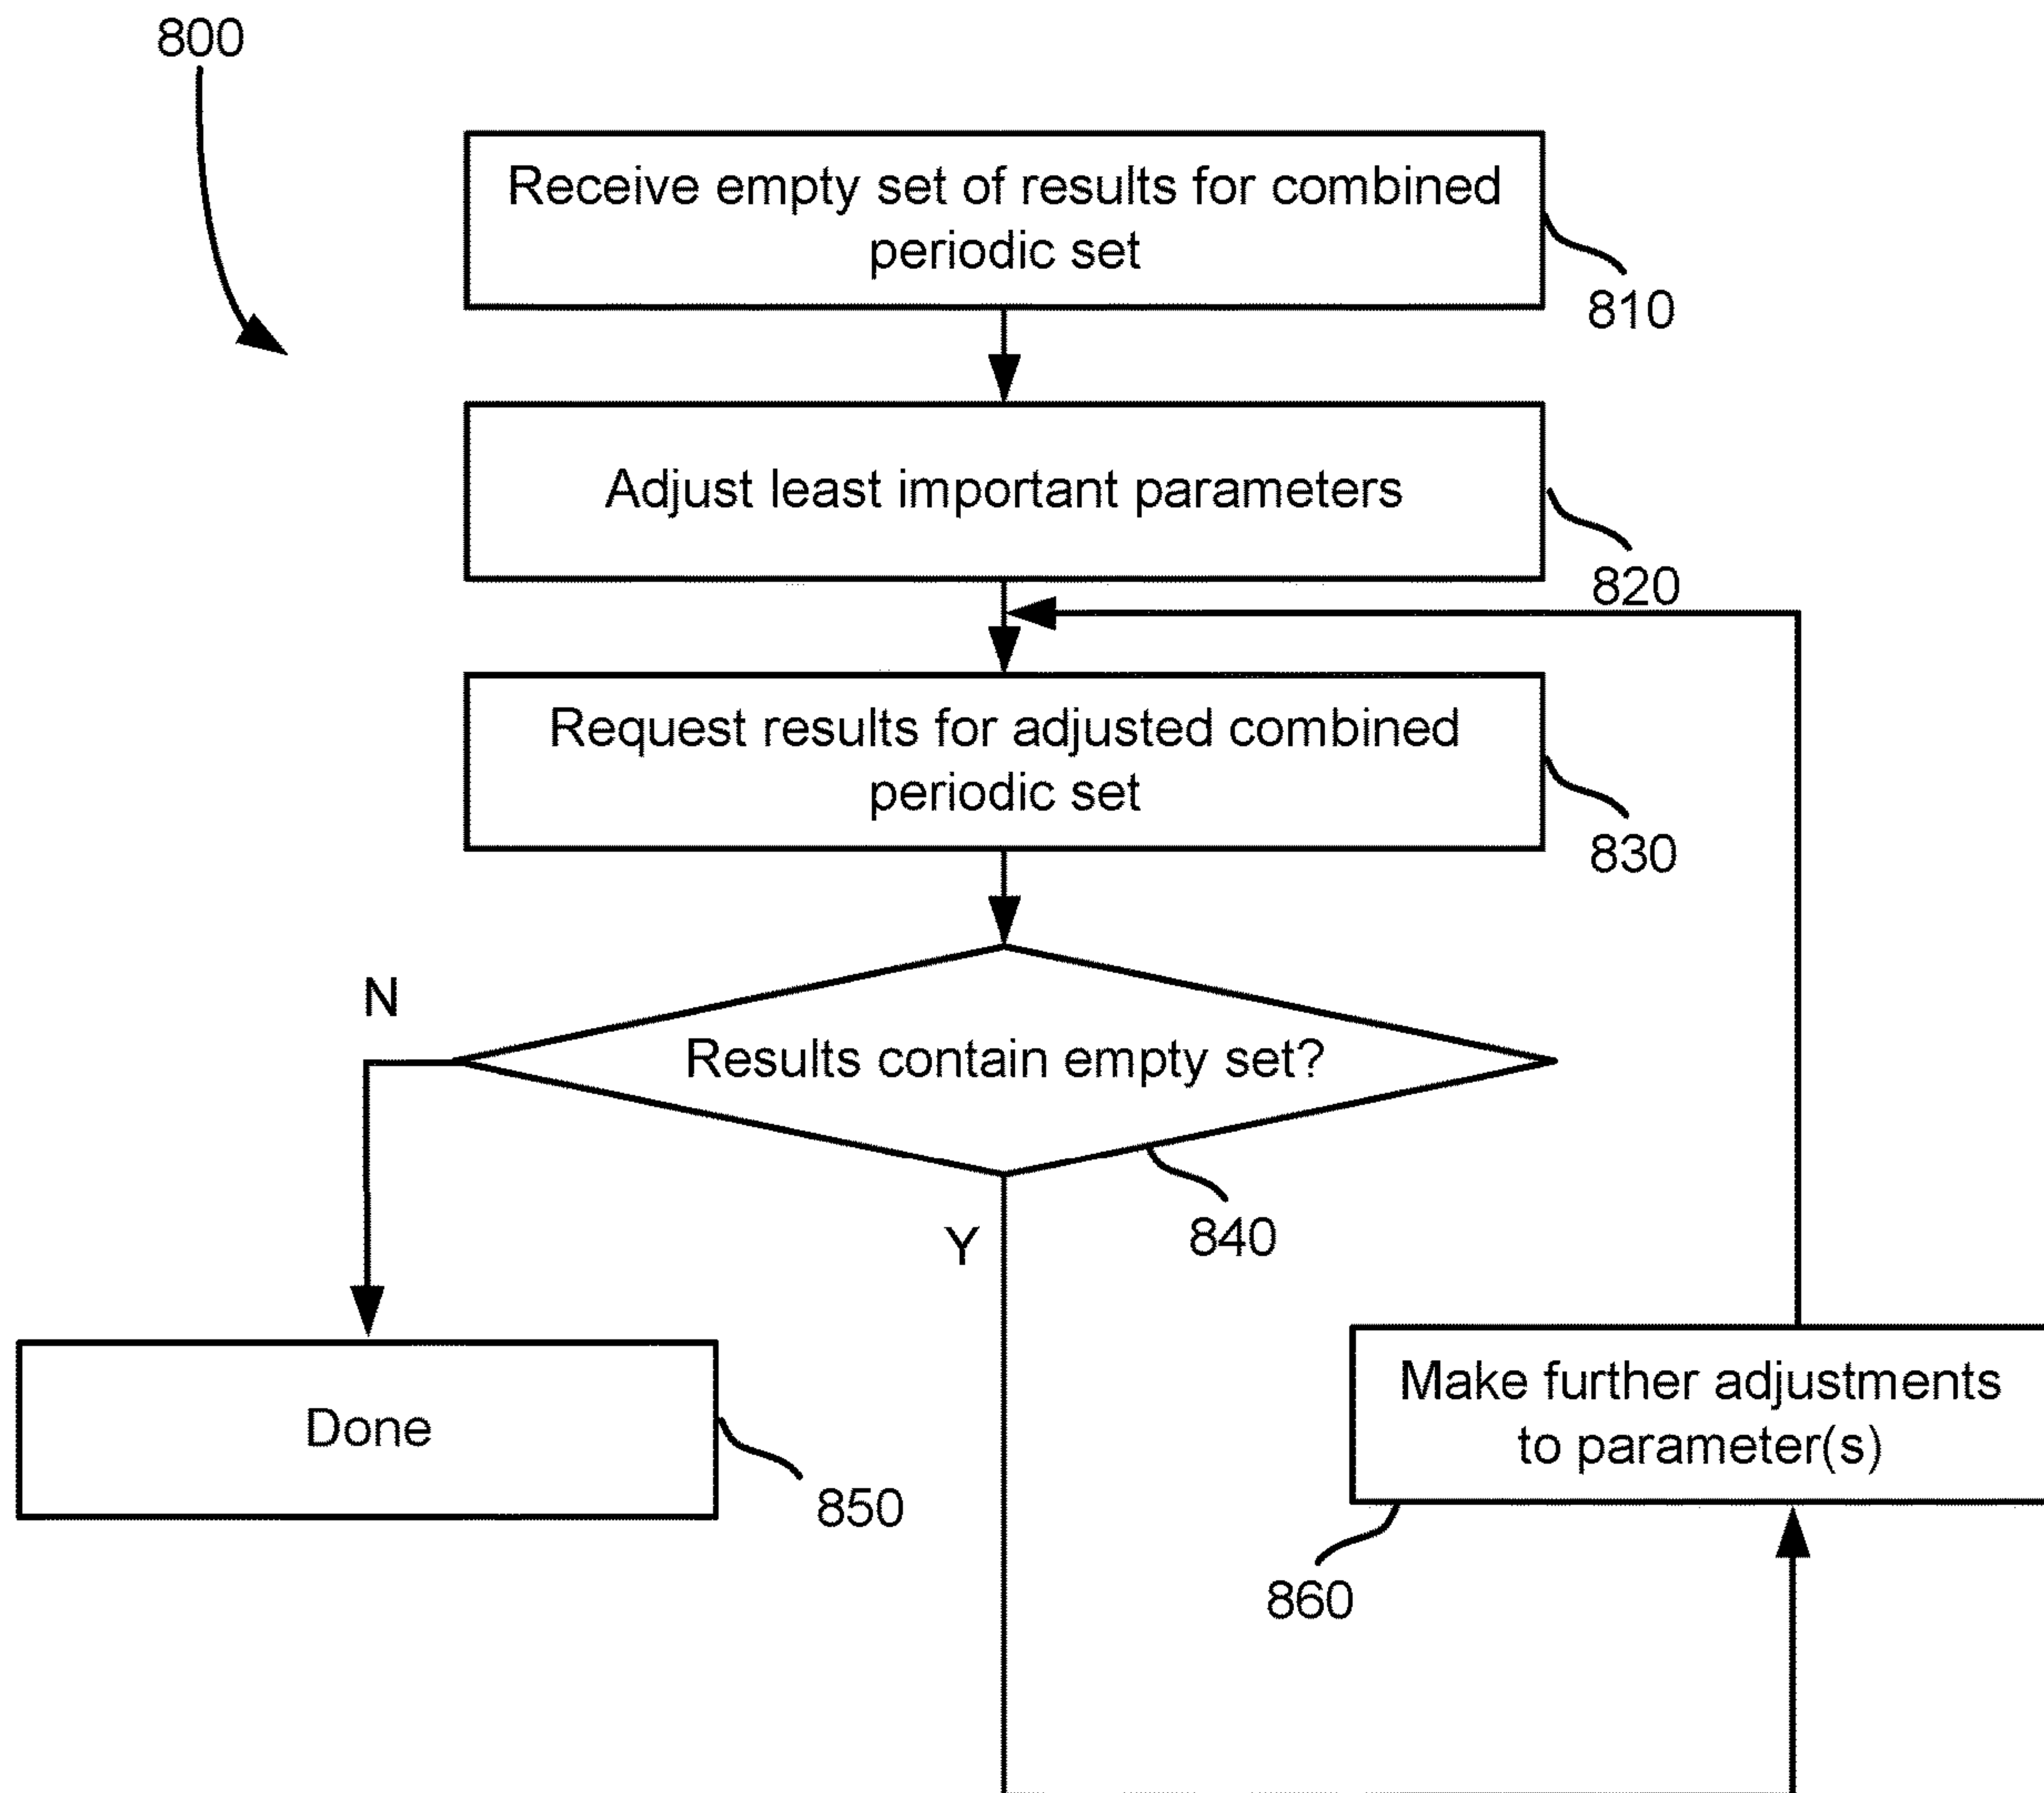 800
Receive empty set of results for combined
periodic set
810
Adjust least important parameters
820
Request results for adjusted combined
periodic set
830
N
Results contain empty set?
Y
840
Done
850
Make further adjustments
to parameter(s)
860